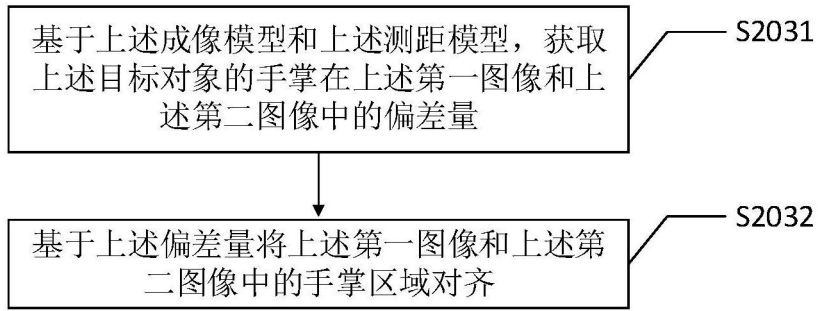 基于上述成像模型和上述测距模型，获取
上述目标对象的手掌在上述第一图像和上
述第二图像中的偏差量
S2031
基于上述偏差量将上述第一图像和上述第
二图像中的手掌区域对齐
S2032